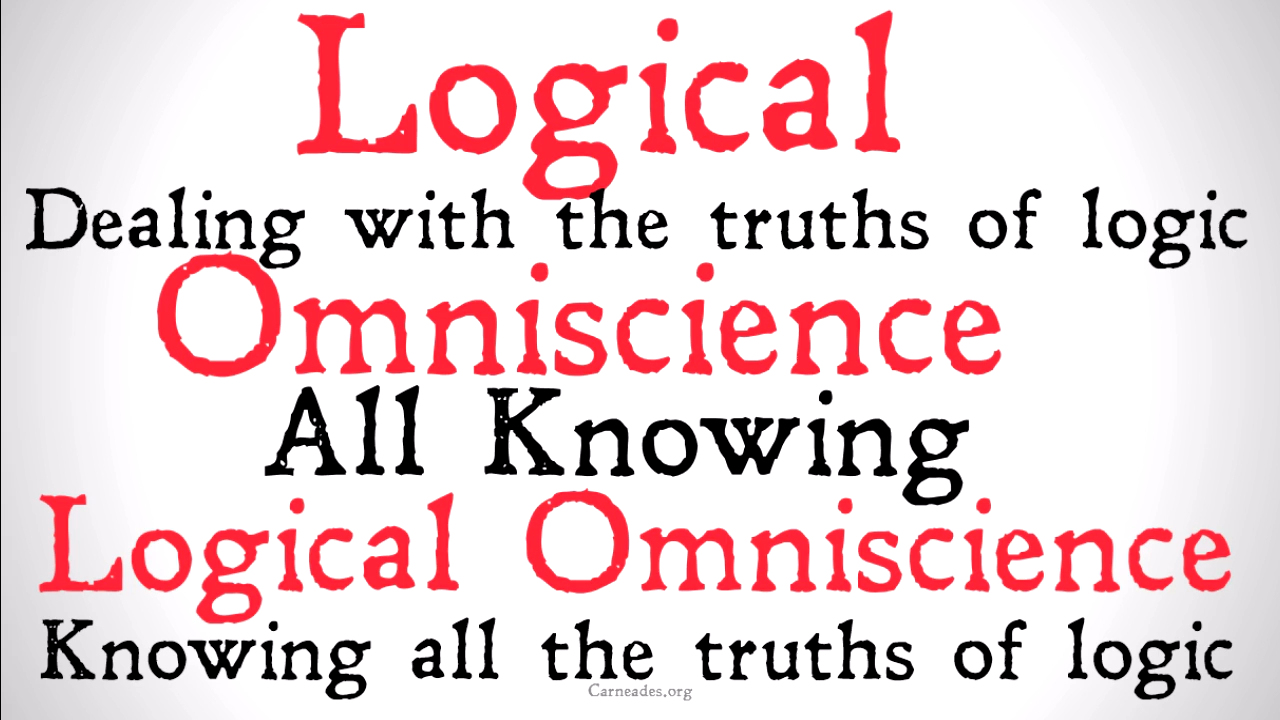 Logical
Dealing with the truths of logic
Omniscience
All Knowing
Logical Omniscience
Knowing all the truths of logic
Carneades.org